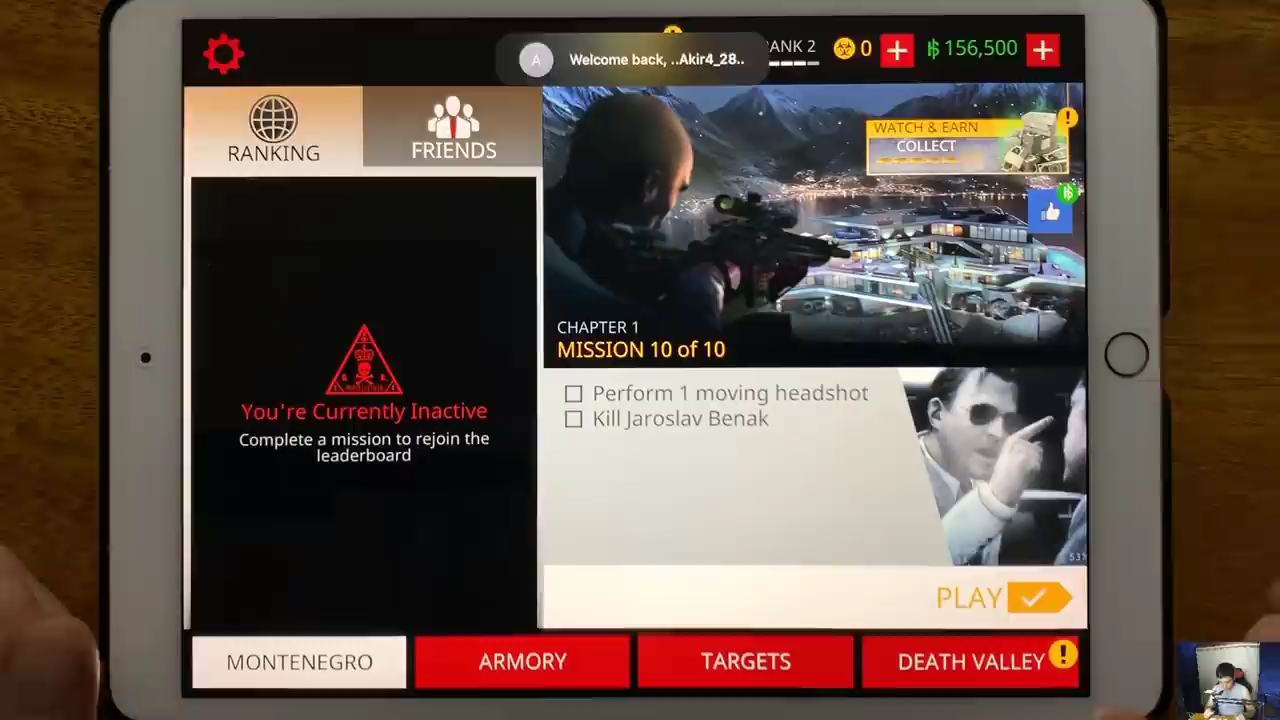 Welcome back, ..Akir4_28..
RANK 2
0
156,500
RANKING
FRIENDS
WATCH & EARN
COLLECT
CHAPTER 1
MISSION 10 of 10
Perform 1 moving headshot
Kill Jaroslav Benak
You're Currently Inactive
Complete a mission to rejoin the
leaderboard
PLAY
MONTENEGRO
ARMORY
TARGETS
DEATH VALLEY